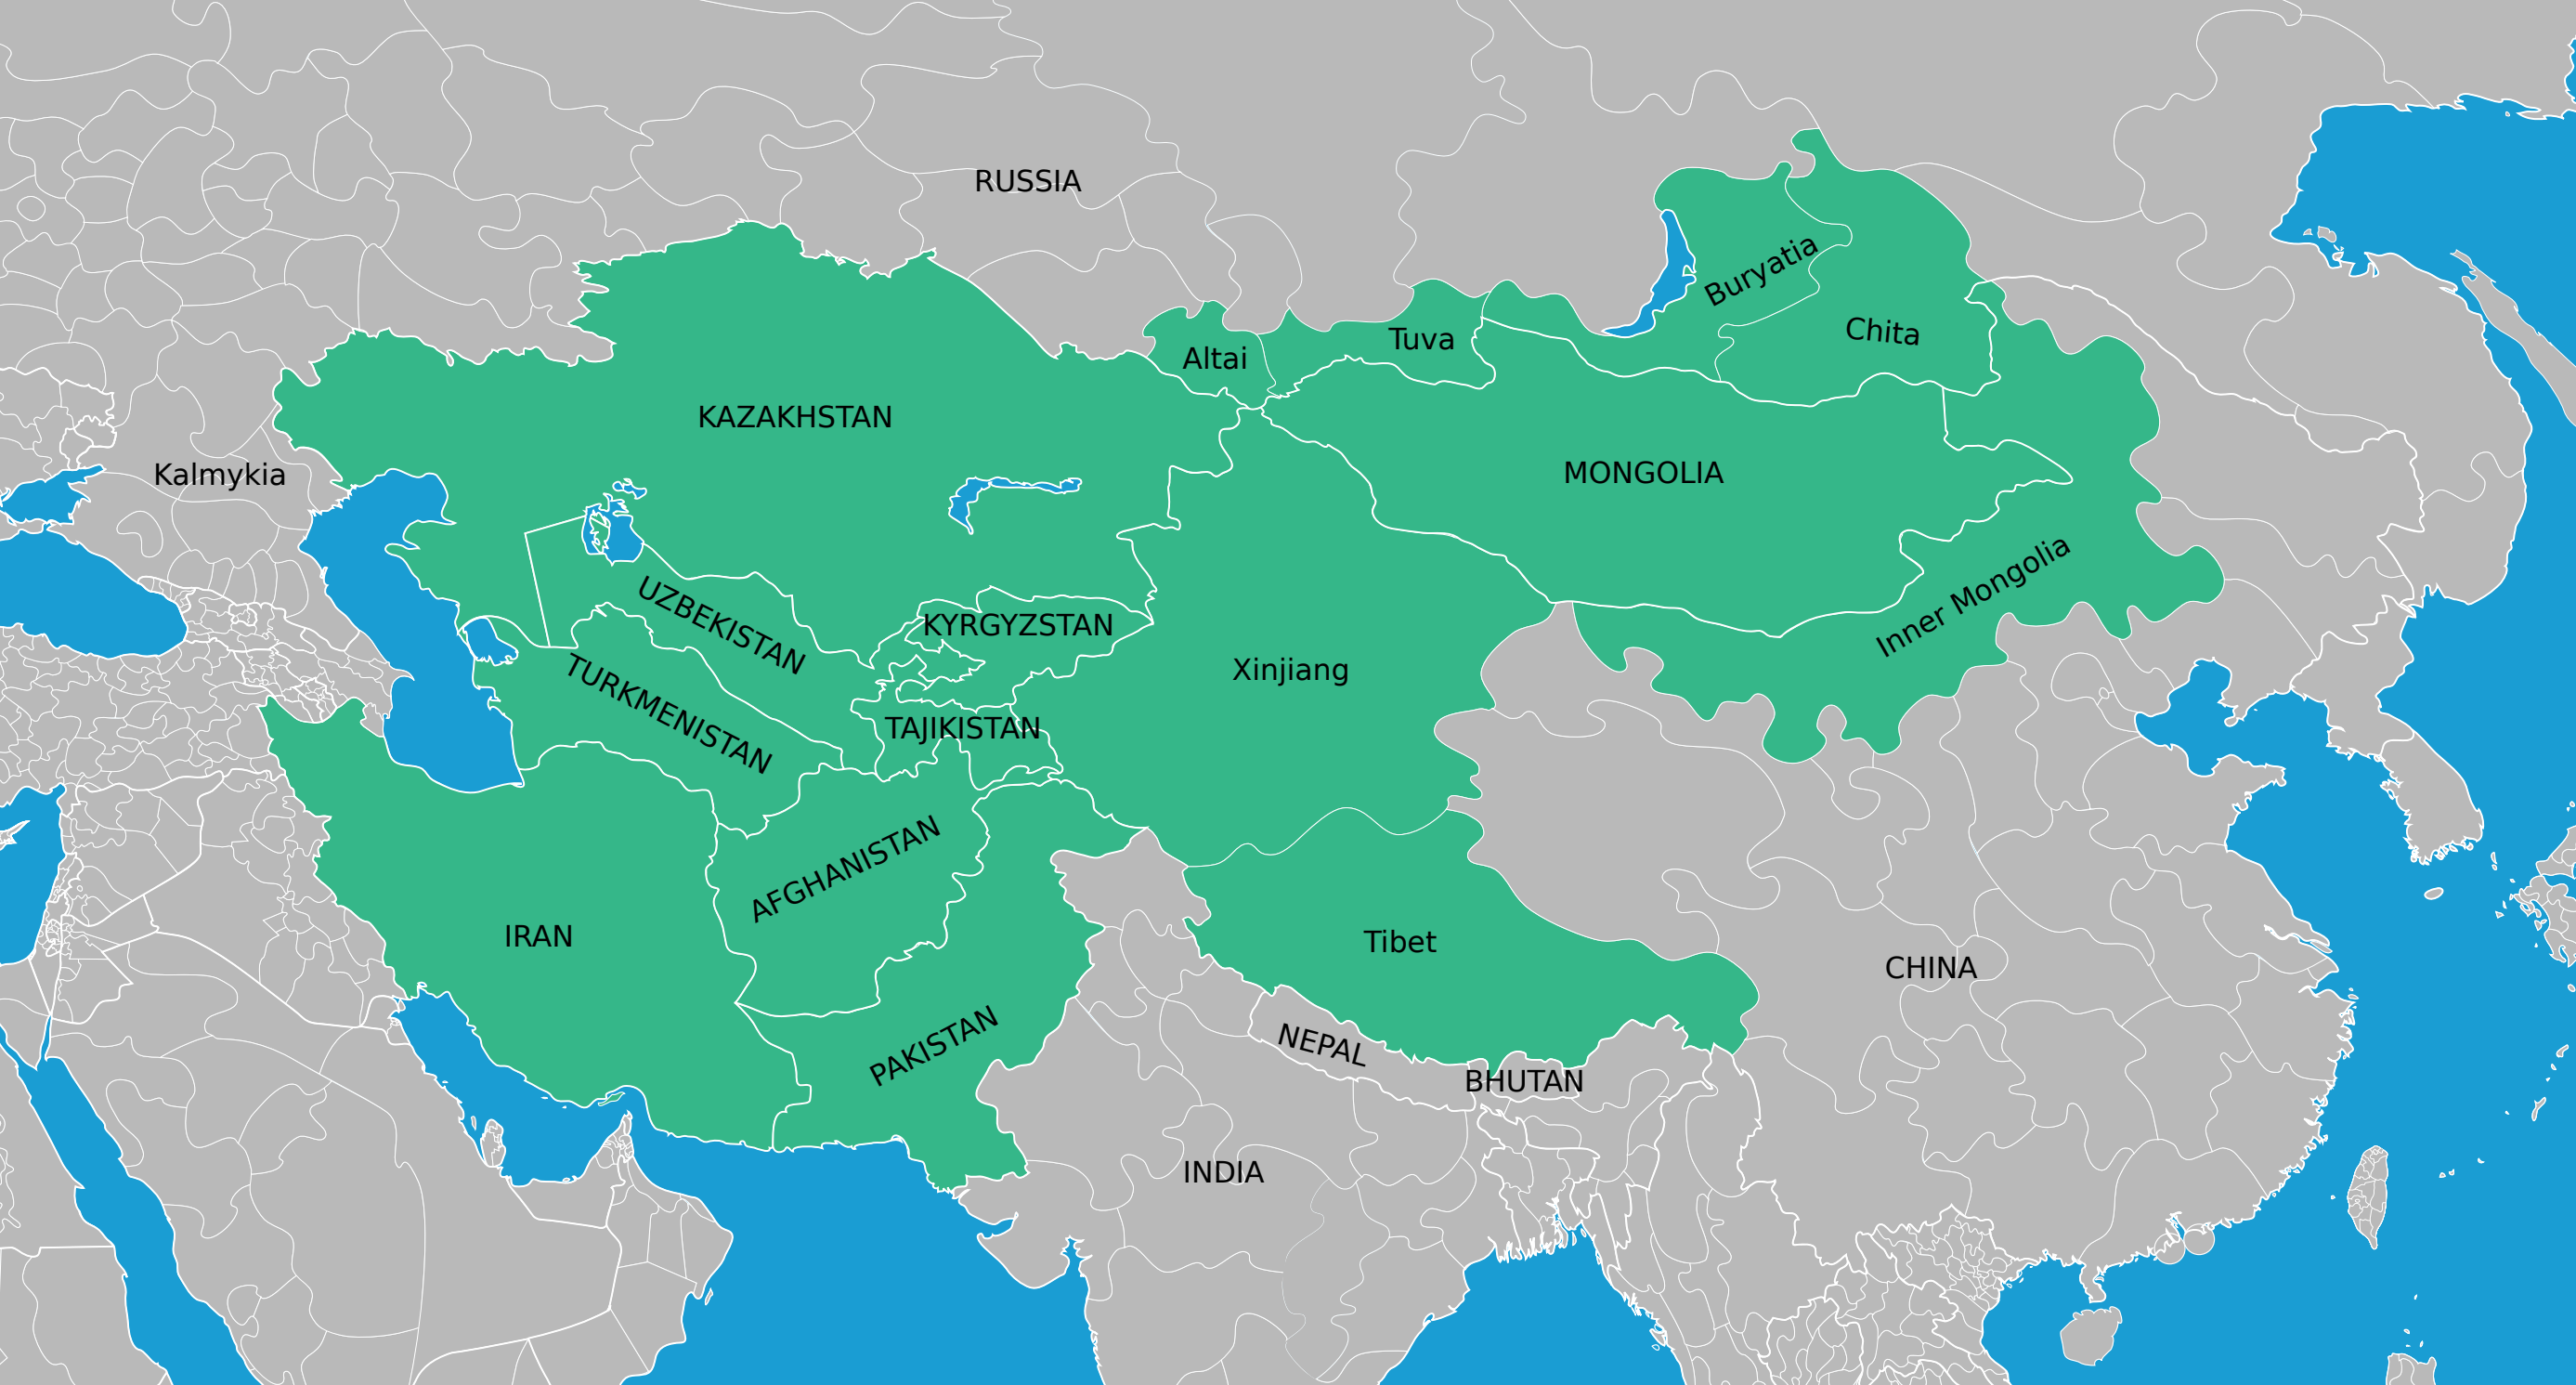 RUSSIA
Buryatia
Chita
Tuva
Altai
KAZAKHSTAN
Kalmykia
MONGOLIA
Inner Mongolia
UZBEKISTAN
KYRGYZSTAN
Xinjiang
TURKMENISTAN
TAJIKISTAN
AFGHANISTAN
IRAN
Tibet
CHINA
PAKISTAN
NEPAL
BHUTAN
INDIA